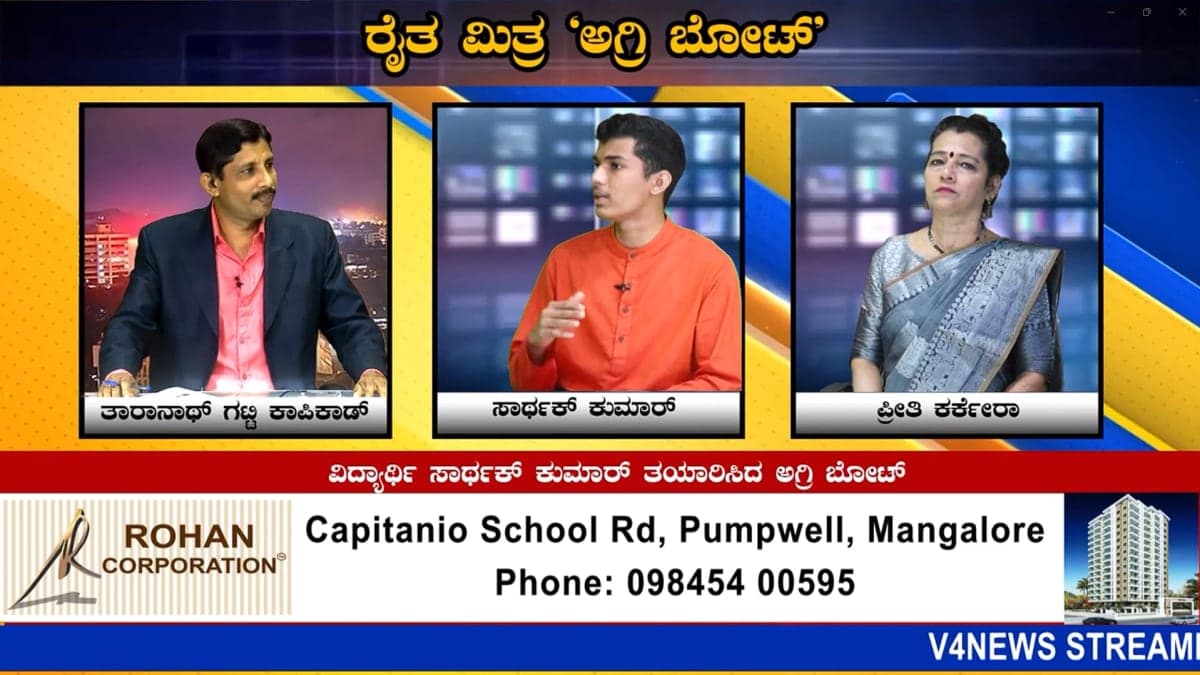 ರೈತ ಮಿತ್ರ ‘ಅಗ್ರಿ ಬೋಟ್’
ತಾರಾನಾಥ್ ಗಟ್ಟಿ ಕಾಪಿಕಾಡ್
ಸಾರ್ಥಕ್ ಕುಮಾರ್
ಪ್ರೀತಿ ಕರ್ಕೇರಾ
ವಿದ್ಯಾರ್ಥಿ ಸಾರ್ಥಕ್ ಕುಮಾರ್ ತಯಾರಿಸಿದ ಅಗ್ರಿ ಬೋಟ್
ROHAN
CORPORATION
Capitanio School Rd, Pumpwell, Mangalore
Phone: 098454 00595
V4NEWS STREAMI